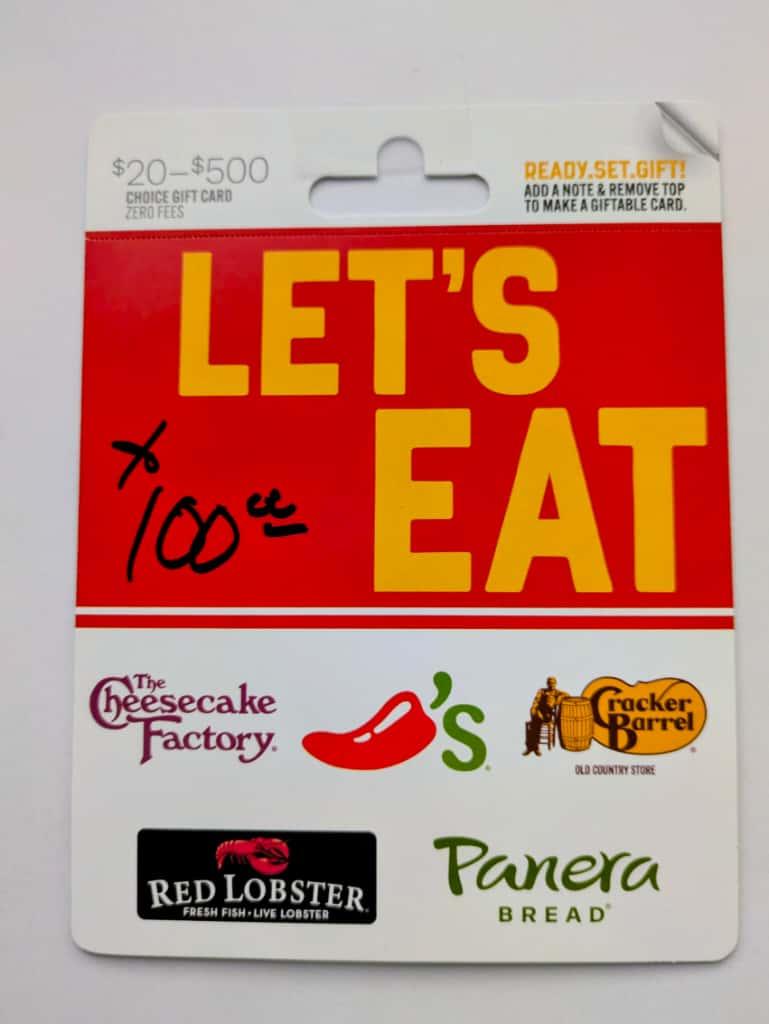 $20–$500
CHOICE GIFT CARD
ZERO FEES
READY.SET.GIFT!
ADD A NOTE & REMOVE TOP
TO MAKE A GIFTABLE CARD.
LET'S
EAT
100
The
Cheesecake
Factory®
'S®
Cracker
Barrel®
OLD COUNTRY STORE
RED LOBSTER®
FRESH FISH • LIVE LOBSTER
Panera
BREAD®